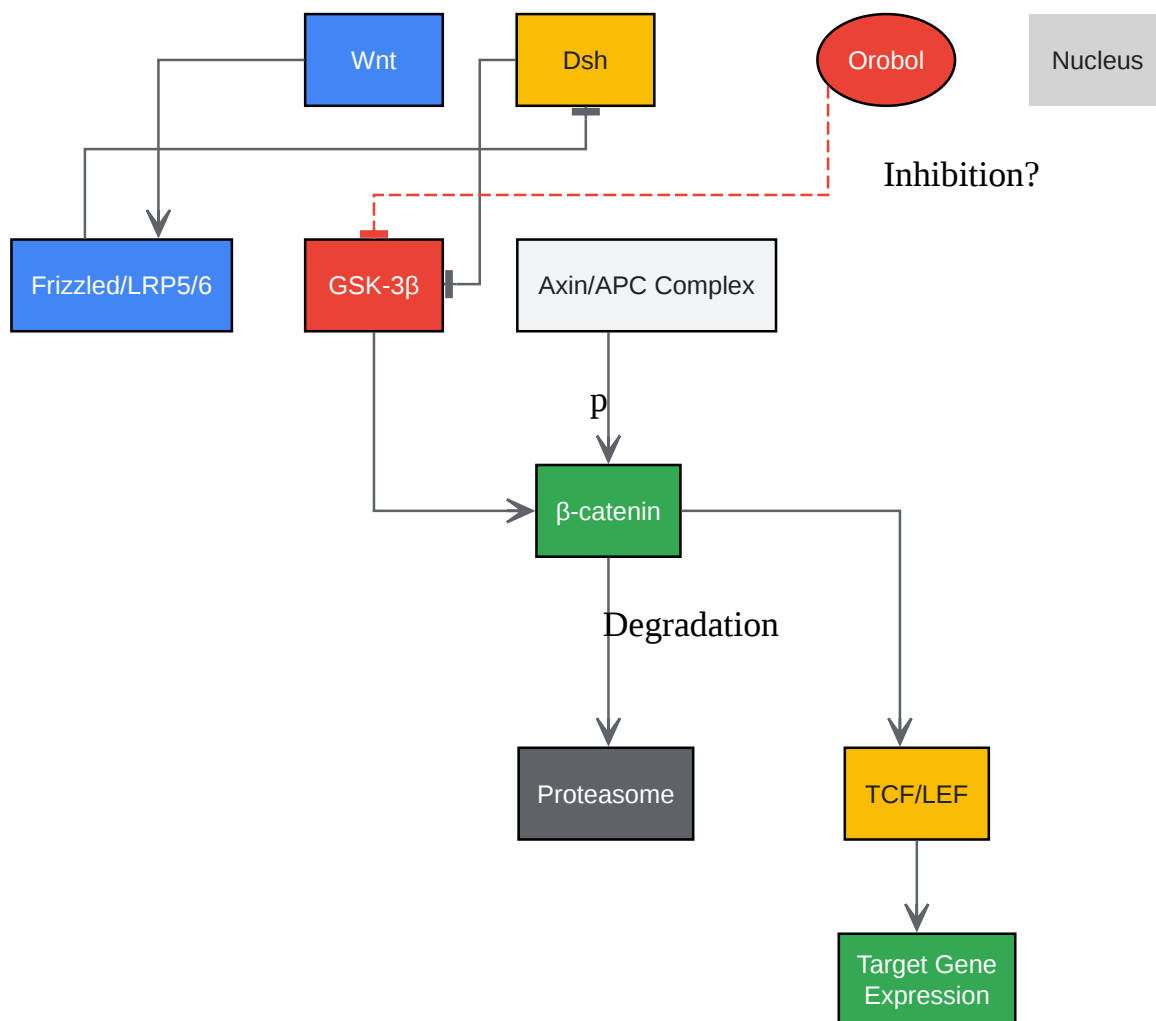 Wnt
Dsh
Orobol
Nucleus
Inhibition?
Frizzled/LRP5/6
GSK-3β
Axin/APC Complex
p
β-catenin
Degradation
Proteasome
TCF/LEF
Target Gene
Expression